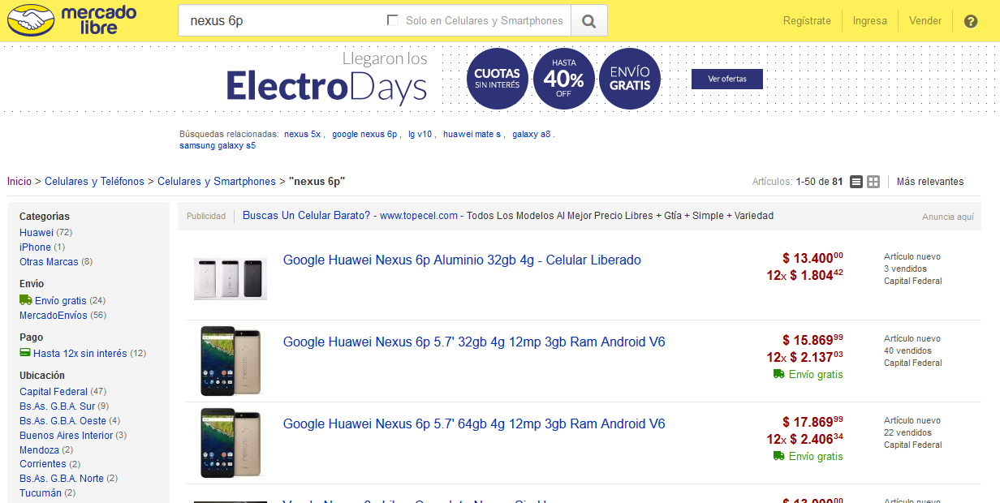 mercado
libre
nexus 6p
Solo en Celulares y Smartphones
Regístrate
Ingresa
Vender
?
Llegaron los
ElectroDays
CUOTAS
SIN INTERÉS
HASTA
40%
OFF
ENVÍO
GRATIS
Ver ofertas
Búsquedas relacionadas: nexus 5x , google nexus 6p , lg v10 , huawei mate s , galaxy a8 .
samsung galaxy s5
Inicio > Celulares y Teléfonos > Celulares y Smartphones > "nexus 6p"
Artículos: 1-50 de 81
Más relevantes
Categorías
Huawei (72)
iPhone (1)
Otras Marcas (8)
Envío
Envío gratis (24)
MercadoEnvíos (56)
Pago
Hasta 12x sin interés (12)
Ubicación
Capital Federal (47)
Bs.As. G.B.A. Sur (9)
Bs.As. G.B.A. Oeste (4)
Buenos Aires Interior (3)
Mendoza (2)
Corrientes (2)
Bs.As. G.B.A. Norte (2)
Tucumán (2)
Publicidad
Buscas Un Celular Barato? - www.topecel.com - Todos Los Modelos Al Mejor Precio Libres + Gtía + Simple + Variedad
Anuncia aquí
Google Huawei Nexus 6p Aluminio 32gb 4g - Celular Liberado
$ 13.400 00
12x $ 1.804 42
Artículo nuevo
3 vendidos
Capital Federal
Google Huawei Nexus 6p 5.7' 32gb 4g 12mp 3gb Ram Android V6
$ 15.869 99
12x $ 2.137 03
Envío gratis
Artículo nuevo
40 vendidos
Capital Federal
Google Huawei Nexus 6p 5.7' 64gb 4g 12mp 3gb Ram Android V6
$ 17.869 99
12x $ 2.406 34
Envío gratis
Artículo nuevo
22 vendidos
Capital Federal